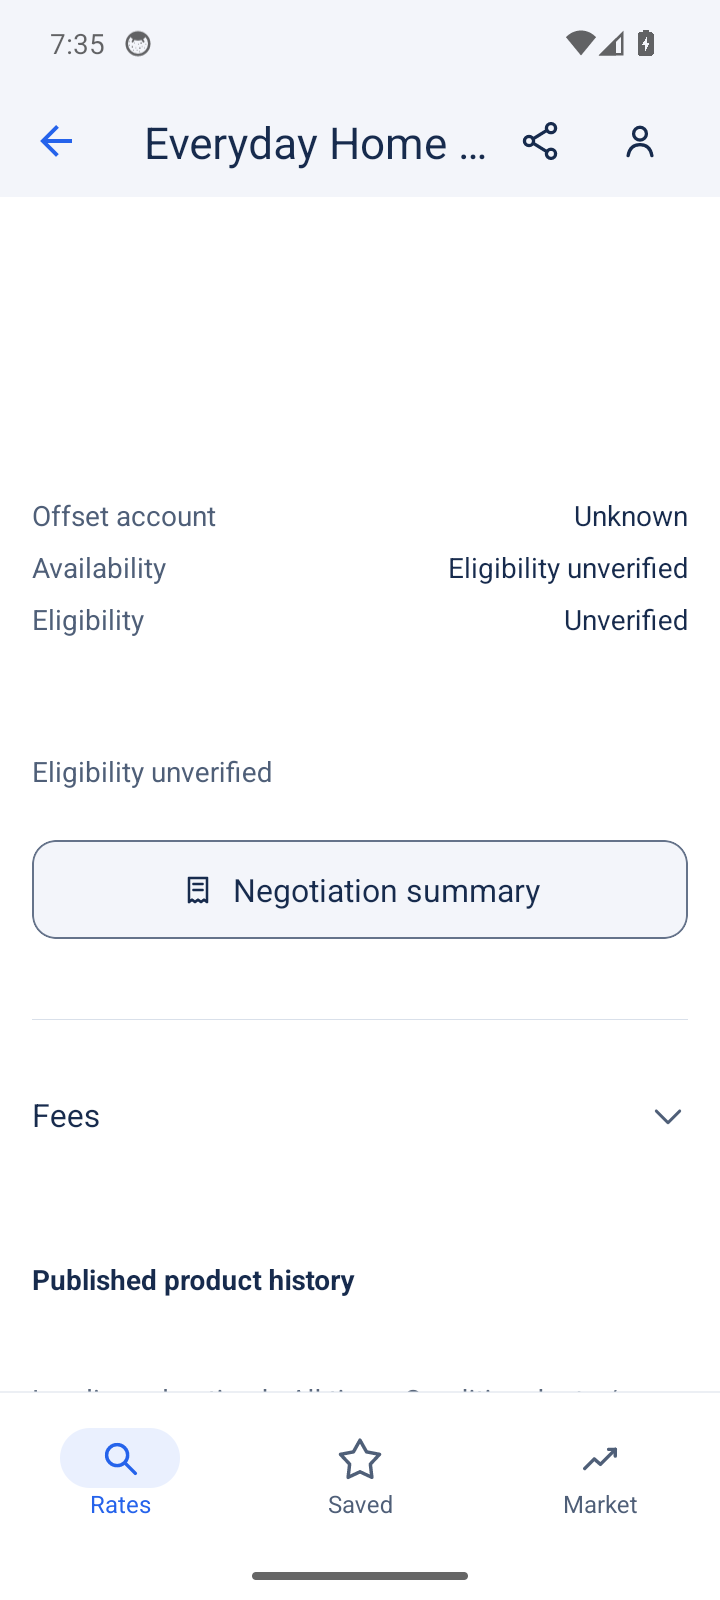 7:35
Everyday Home ...
Offset account Unknown
Availability Eligibility unverified
Eligibility Unverified
Eligibility unverified
Negotiation summary
Fees
Published product history
Rates Saved Market